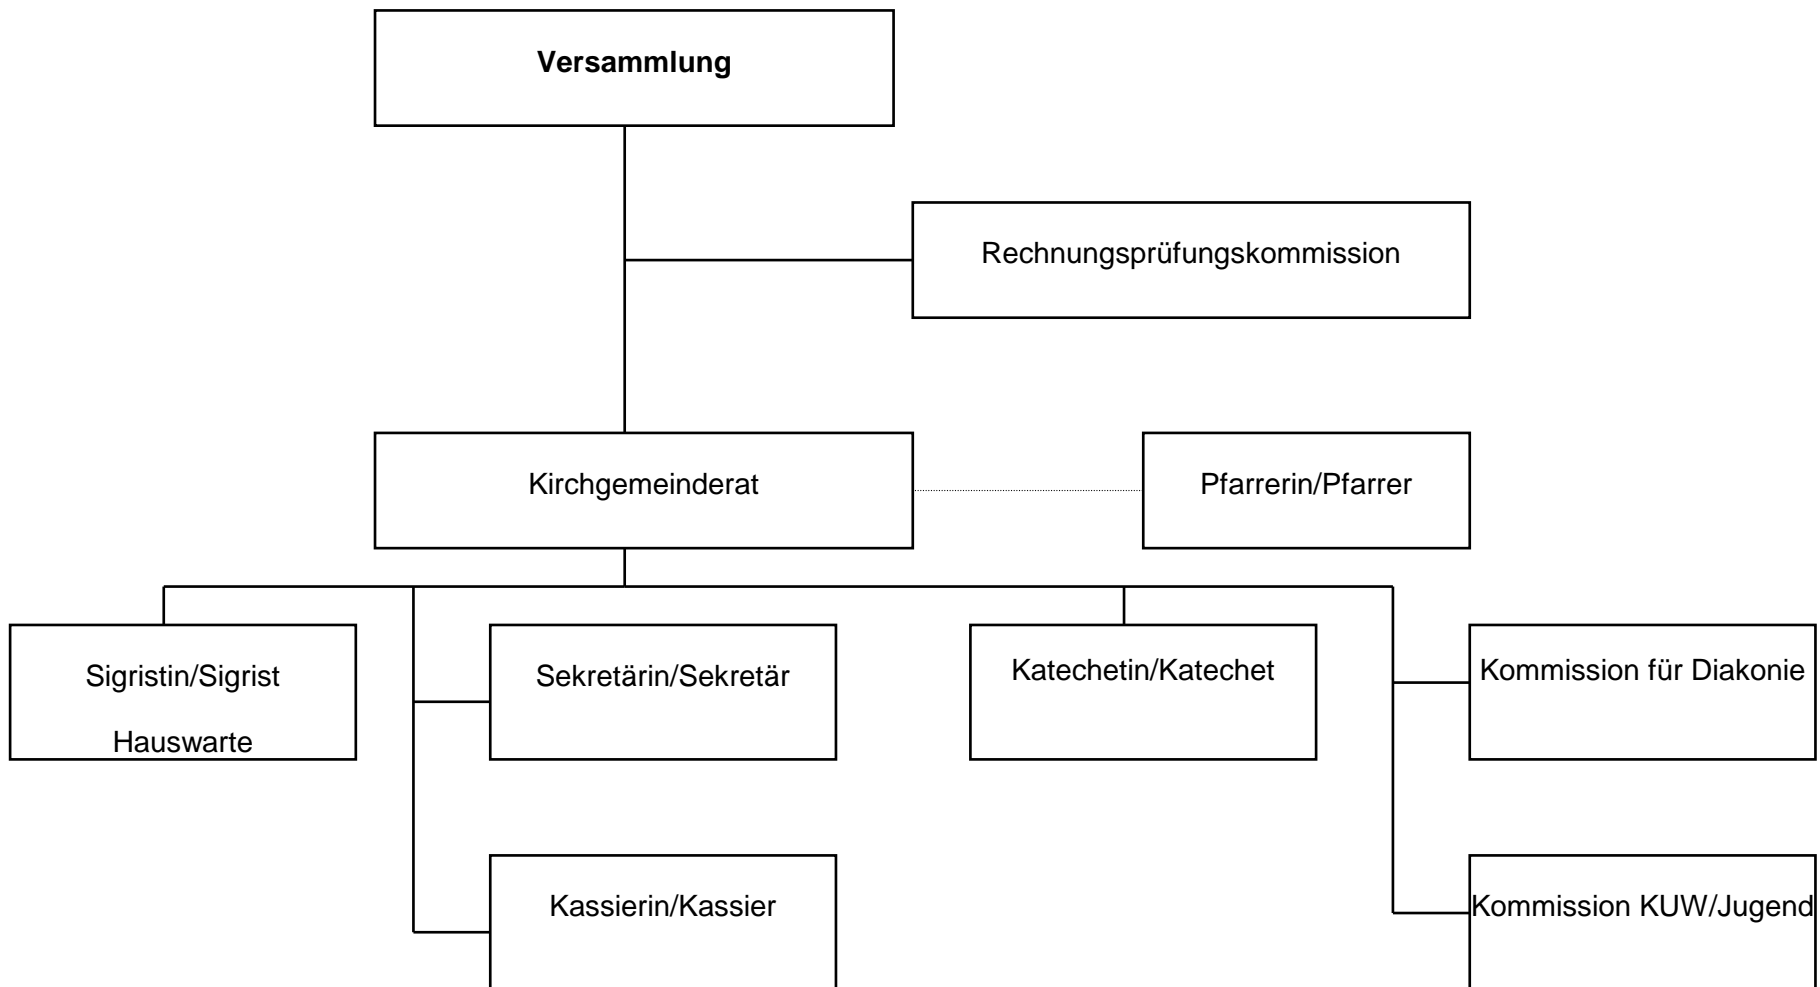 Versammlung
Rechnungsprüfungskommission
Kirchgemeinderat
Pfarrerin/Pfarrer
Sigristin/Sigrist
Hauswarte
Sekretärin/Sekretär
Katechetin/Katechet
Kommission für Diakonie
Kassierin/Kassier
Kommission KUW/Jugend